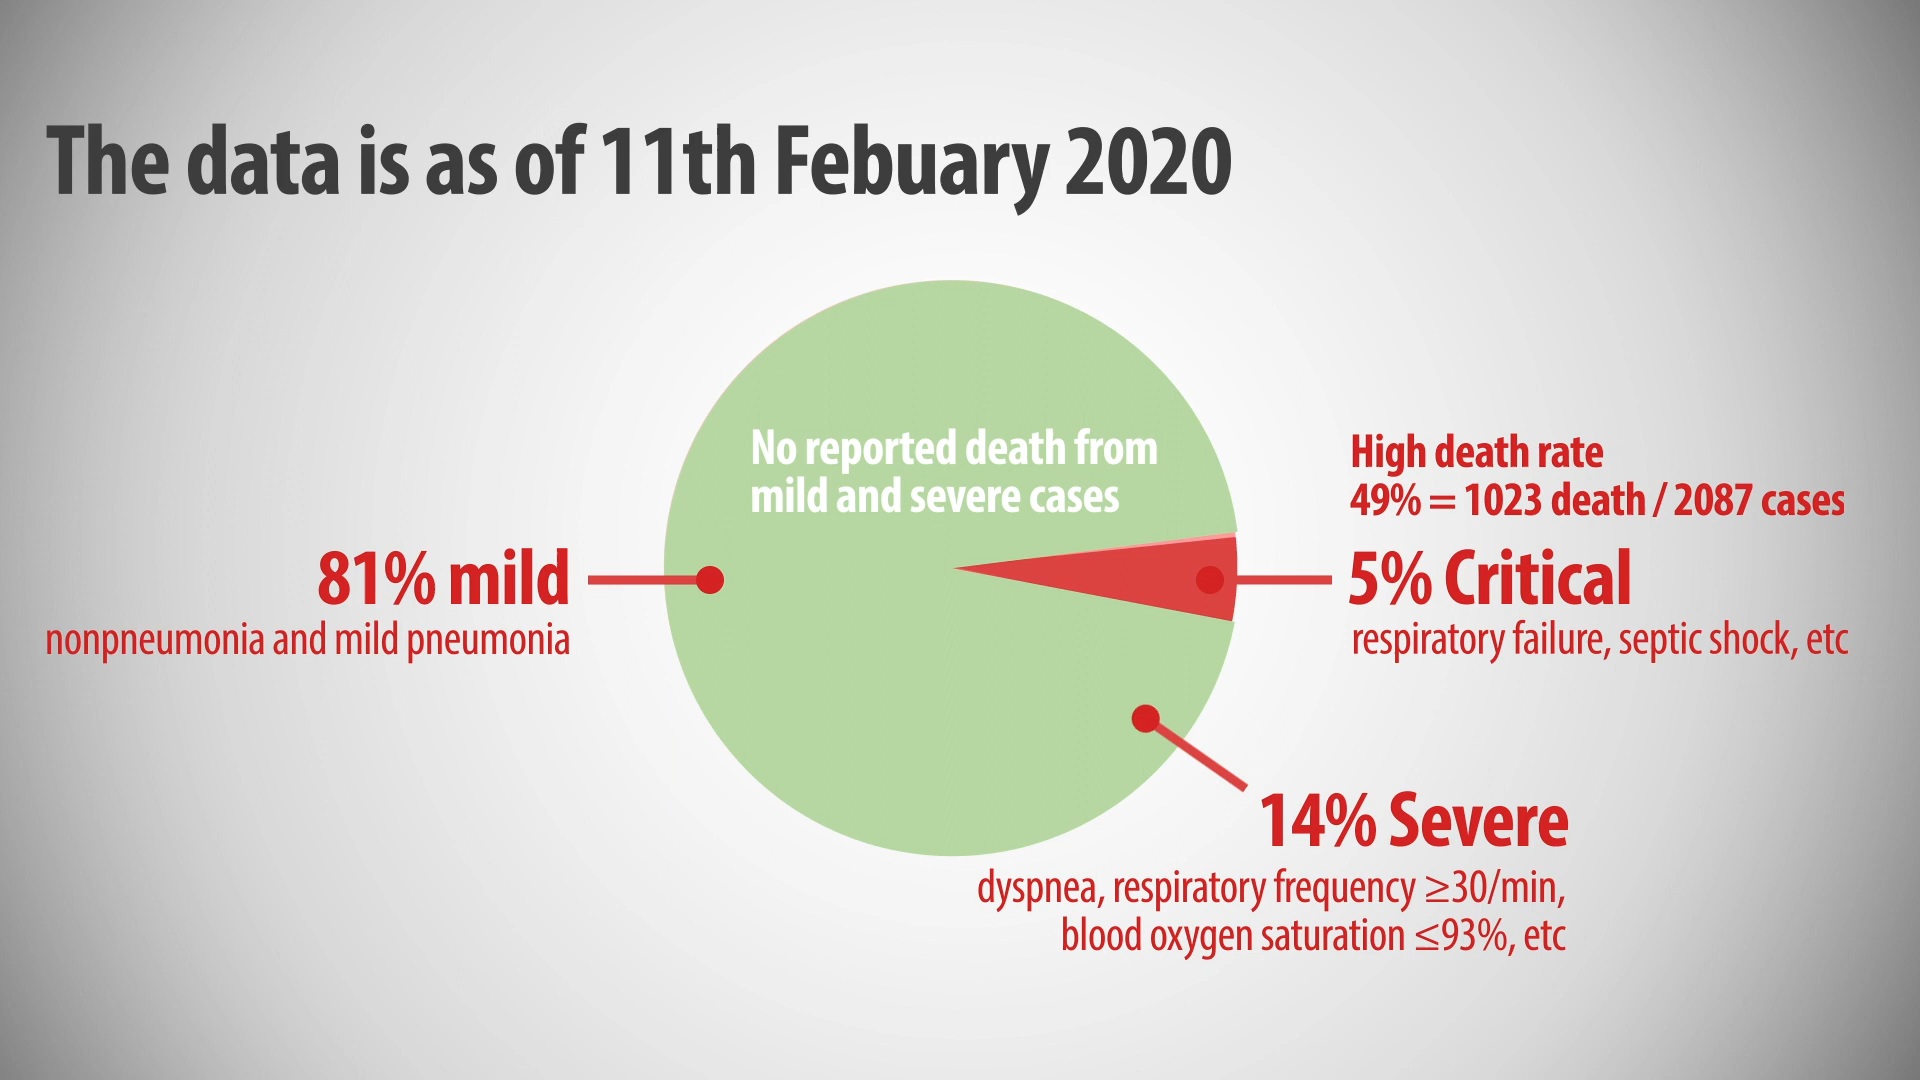 The data is as of 11th Febuary 2020
No reported death from
mild and severe cases
81% mild
nonpneumonia and mild pneumonia
High death rate
49% = 1023 death / 2087 cases
5% Critical
respiratory failure, septic shock, etc
14% Severe
dyspnea, respiratory frequency ≥30/min,
blood oxygen saturation ≤93%, etc